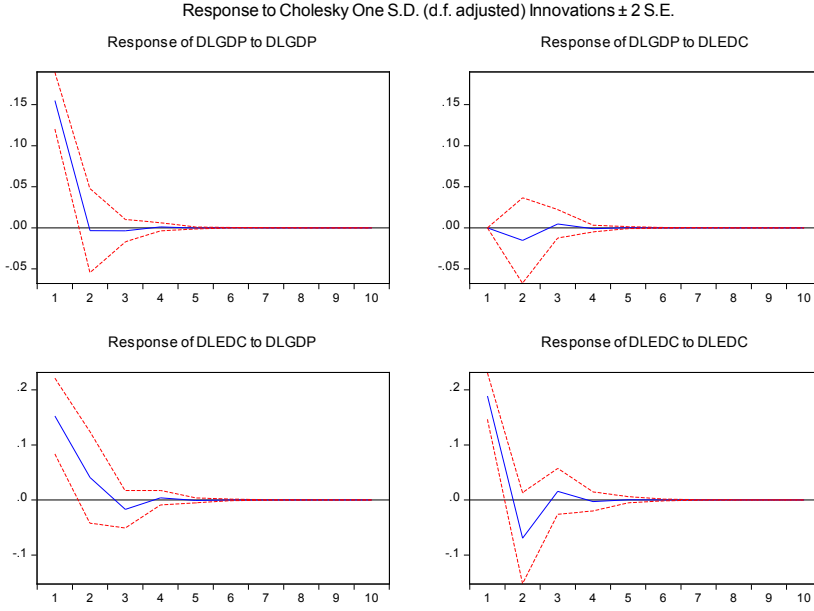 Response to Cholesky One S.D. (d.f. adjusted) Innovations ± 2 S.E.
Response of DLGDP to DLGDP
.15
.10
.05
.00
-.05
1 2 3 4 5 6 7 8 9 10
Response of DLGDP to DLEDC
.15
.10
.05
.00
-.05
1 2 3 4 5 6 7 8 9 10
Response of DLEDC to DLGDP
.2
.1
.0
-.1
1 2 3 4 5 6 7 8 9 10
Response of DLEDC to DLEDC
.2
.1
.0
-.1
1 2 3 4 5 6 7 8 9 10